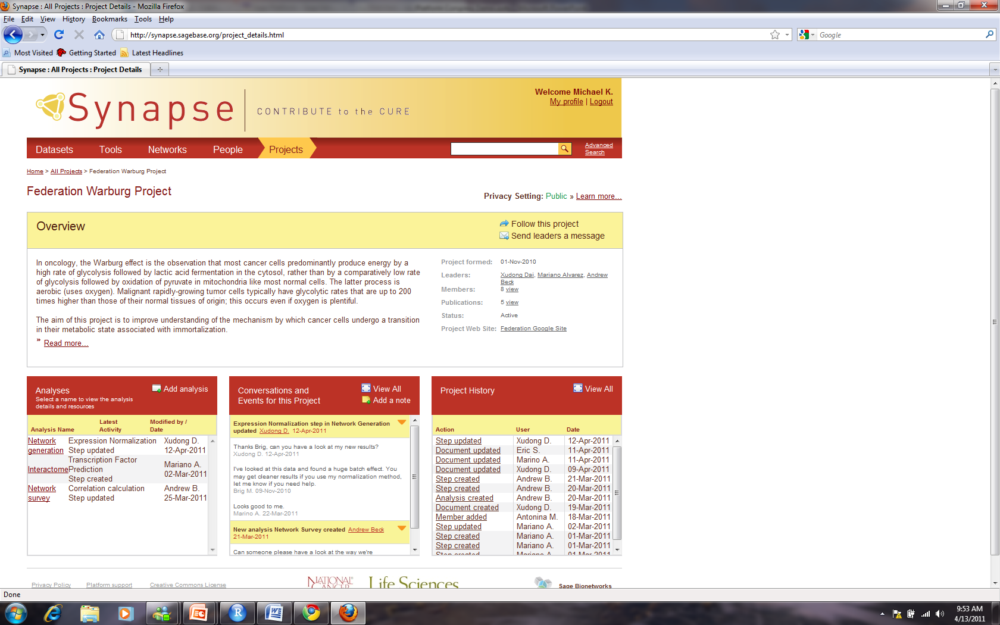 Synapse : All Projects : Project Details - Mozilla Firefox
File Edit View History Bookmarks Tools Help
http://synapse.sagebase.org/project_details.html
Google
Most Visited Getting Started Latest Headlines
Synapse : All Projects : Project Details
Synapse
CONTRIBUTE to the CURE
Welcome Michael K.
My profile | Logout
Datasets Tools Networks People Projects
Advanced
Search
Home > All Projects > Federation Warburg Project
Federation Warburg Project
Privacy Setting: Public » Learn more...
Overview
Follow this project
Send leaders a message
In oncology, the Warburg effect is the observation that most cancer cells predominantly produce energy by a
high rate of glycolysis followed by lactic acid fermentation in the cytosol, rather than by a comparatively low rate
of glycolysis followed by oxidation of pyruvate in mitochondria like most normal cells. The latter process is
aerobic (uses oxygen). Malignant rapidly-growing tumor cells typically have glycolytic rates that are up to 200
times higher than those of their normal tissues of origin; this occurs even if oxygen is plentiful.
The aim of this project is to improve understanding of the mechanism by which cancer cells undergo a transition
in their metabolic state associated with immortalization.
» Read more...
Project formed: 01-Nov-2010
Leaders: Xudong Dai, Mariano Alvarez, Andrew
Beck
Members: 8 view
Publications: 5 view
Status: Active
Project Web Site: Federation Google Site
Analyses
Select a name to view the analysis
details and resources
Add analysis
Analysis Name
Latest
Activity
Modified by /
Date
Network
generation
Expression Normalization
Step updated
Xudong D.
12-Apr-2011
Interactome
Transcription Factor
Prediction
Step created
Mariano A.
02-Mar-2011
Network
survey
Correlation calculation
Step updated
Andrew B.
25-Mar-2011
Conversations and
Events for this Project
View All
Add a note
Expression Normalization step in Network Generation
updated Xudong D. 12-Apr-2011
Thanks Brig, can you have a look at my new results?
Xudong D. 12-Apr-2011
I've looked at this data and found a huge batch effect. You
may get cleaner results if you use my normalization method,
let me know if you need help.
Brig M. 09-Nov-2010
Looks good to me.
Marino A. 22-Mar-2011
New analysis Network Survey created Andrew Beck
21-Mar-2011
Can someone please have a look at the way we're
Project History
View All
Action User Date
Step updated Xudong D. 12-Apr-2011
Document updated Eric S. 11-Apr-2011
Document updated Marino A. 11-Apr-2011
Document updated Xudong D. 09-Apr-2011
Step created Andrew B. 21-Mar-2011
Step created Andrew B. 20-Mar-2011
Analysis created Andrew B. 20-Mar-2011
Document created Xudong D. 19-Mar-2011
Member added Antonina M. 18-Mar-2011
Step updated Mariano A. 02-Mar-2011
Step created Mariano A. 01-Mar-2011
Step created Mariano A. 01-Mar-2011
Step created Mariano A. 01-Mar-2011
Privacy Policy Platform support Creative Commons License
NATIONAL
CANCER
Life Sciences
Sage Bionetworks
Done
9:53 AM
4/13/2011